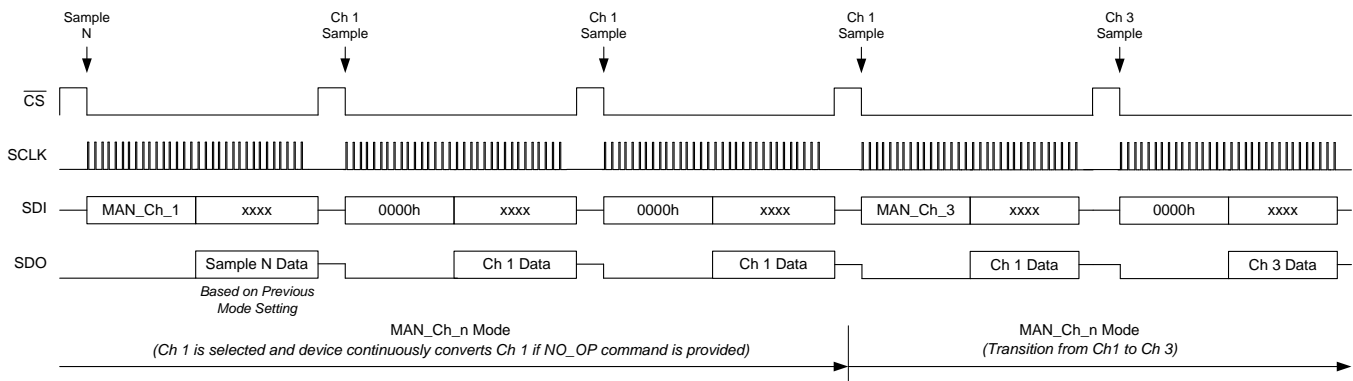 Sample
N
Ch 1
Sample
Ch 1
Sample
Ch 1
Sample
Ch 3
Sample
CS
SCLK
SDI
MAN_Ch_1
xxxx
0000h
xxxx
0000h
xxxx
MAN_Ch_3
xxxx
0000h
xxxx
SDO
Sample N Data
Ch 1 Data
Ch 1 Data
Ch 1 Data
Ch 3 Data
Based on Previous
Mode Setting
MAN_Ch_n Mode
(Ch 1 is selected and device continuously converts Ch 1 if NO_OP command is provided)
MAN_Ch_n Mode
(Transition from Ch1 to Ch 3)